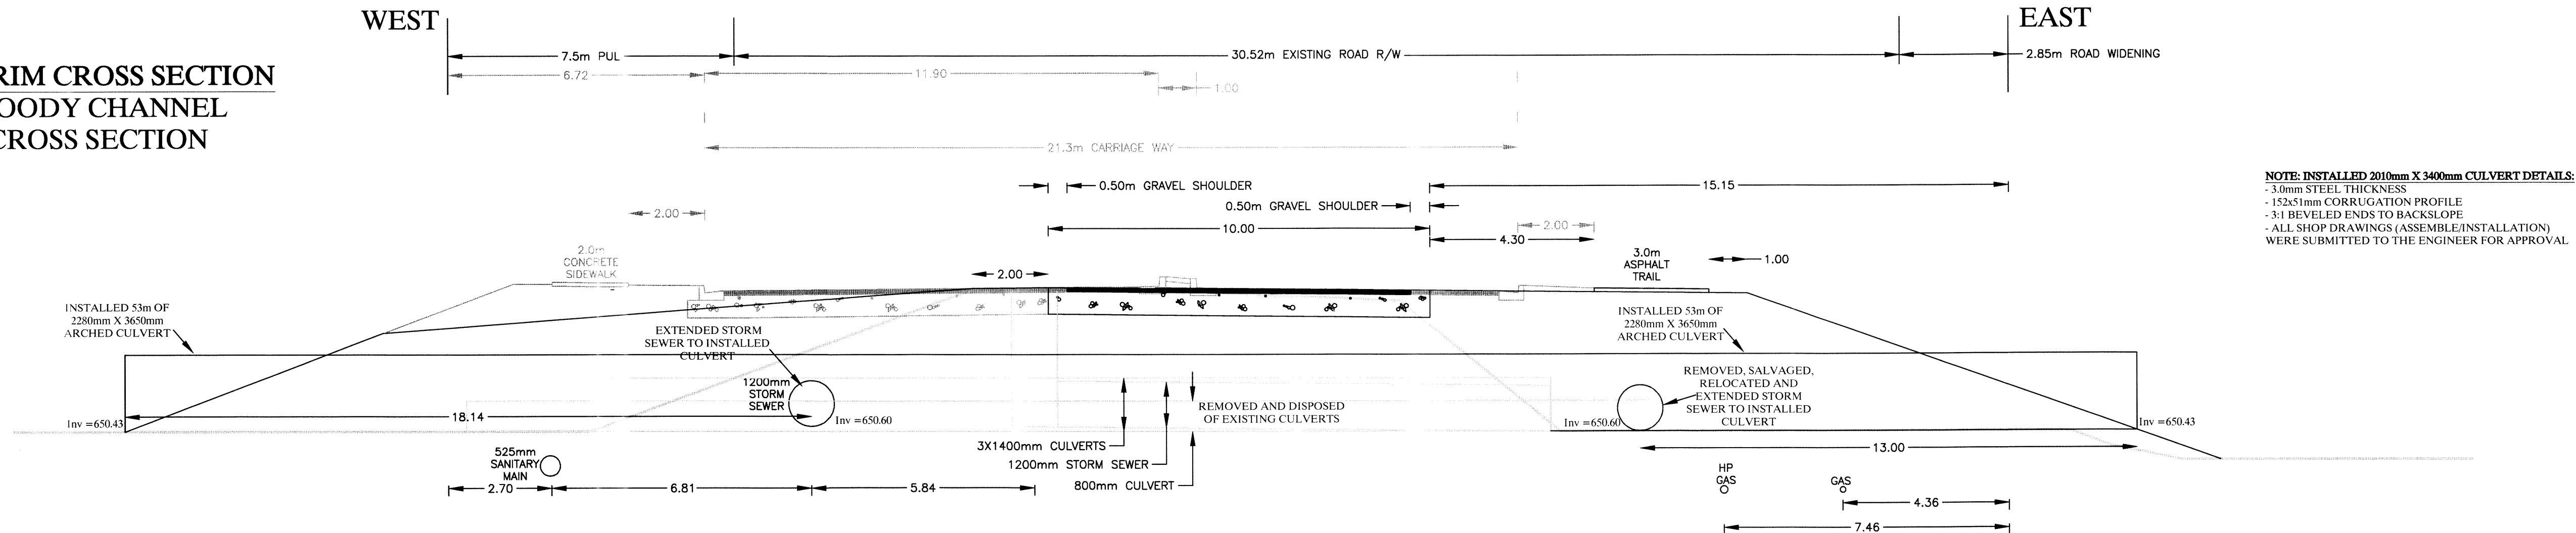 WEST
EAST
7.5m PUL
30.52m EXISTING ROAD R/W
2.85m ROAD WIDENING
RIM CROSS SECTION
OODY CHANNEL
CROSS SECTION
6.72
11.90
1.00
21.3m CARRIAGE WAY
0.50m GRAVEL SHOULDER
15.15
0.50m GRAVEL SHOULDER
2.00
10.00
2.00
4.30
NOTE: INSTALLED 2010mm X 3400mm CULVERT DETAILS:
- 3.0mm STEEL THICKNESS
- 152x51mm CORRUGATION PROFILE
- 3:1 BEVELED ENDS TO BACKSLOPE
- ALL SHOP DRAWINGS (ASSEMBLE/INSTALLATION)
WERE SUBMITTED TO THE ENGINEER FOR APPROVAL
2.0m
CONCRETE
SIDEWALK
2.00
3.0m
ASPHALT
TRAIL
1.00
INSTALLED 53m OF
2280mm X 3650mm
ARCHED CULVERT
EXTENDED STORM
SEWER TO INSTALLED
CULVERT
INSTALLED 53m OF
2280mm X 3650mm
ARCHED CULVERT
1200mm
STORM
SEWER
REMOVED, SALVAGED,
RELOCATED AND
EXTENDED STORM
SEWER TO INSTALLED
CULVERT
REMOVED AND DISPOSED
OF EXISTING CULVERTS
18.14
Inv =650.43
Inv =650.60
Inv =650.60
Inv =650.43
3X1400mm CULVERTS
1200mm STORM SEWER
800mm CULVERT
13.00
525mm
SANITARY
MAIN
2.70
6.81
5.84
HP
GAS
GAS
4.36
7.46